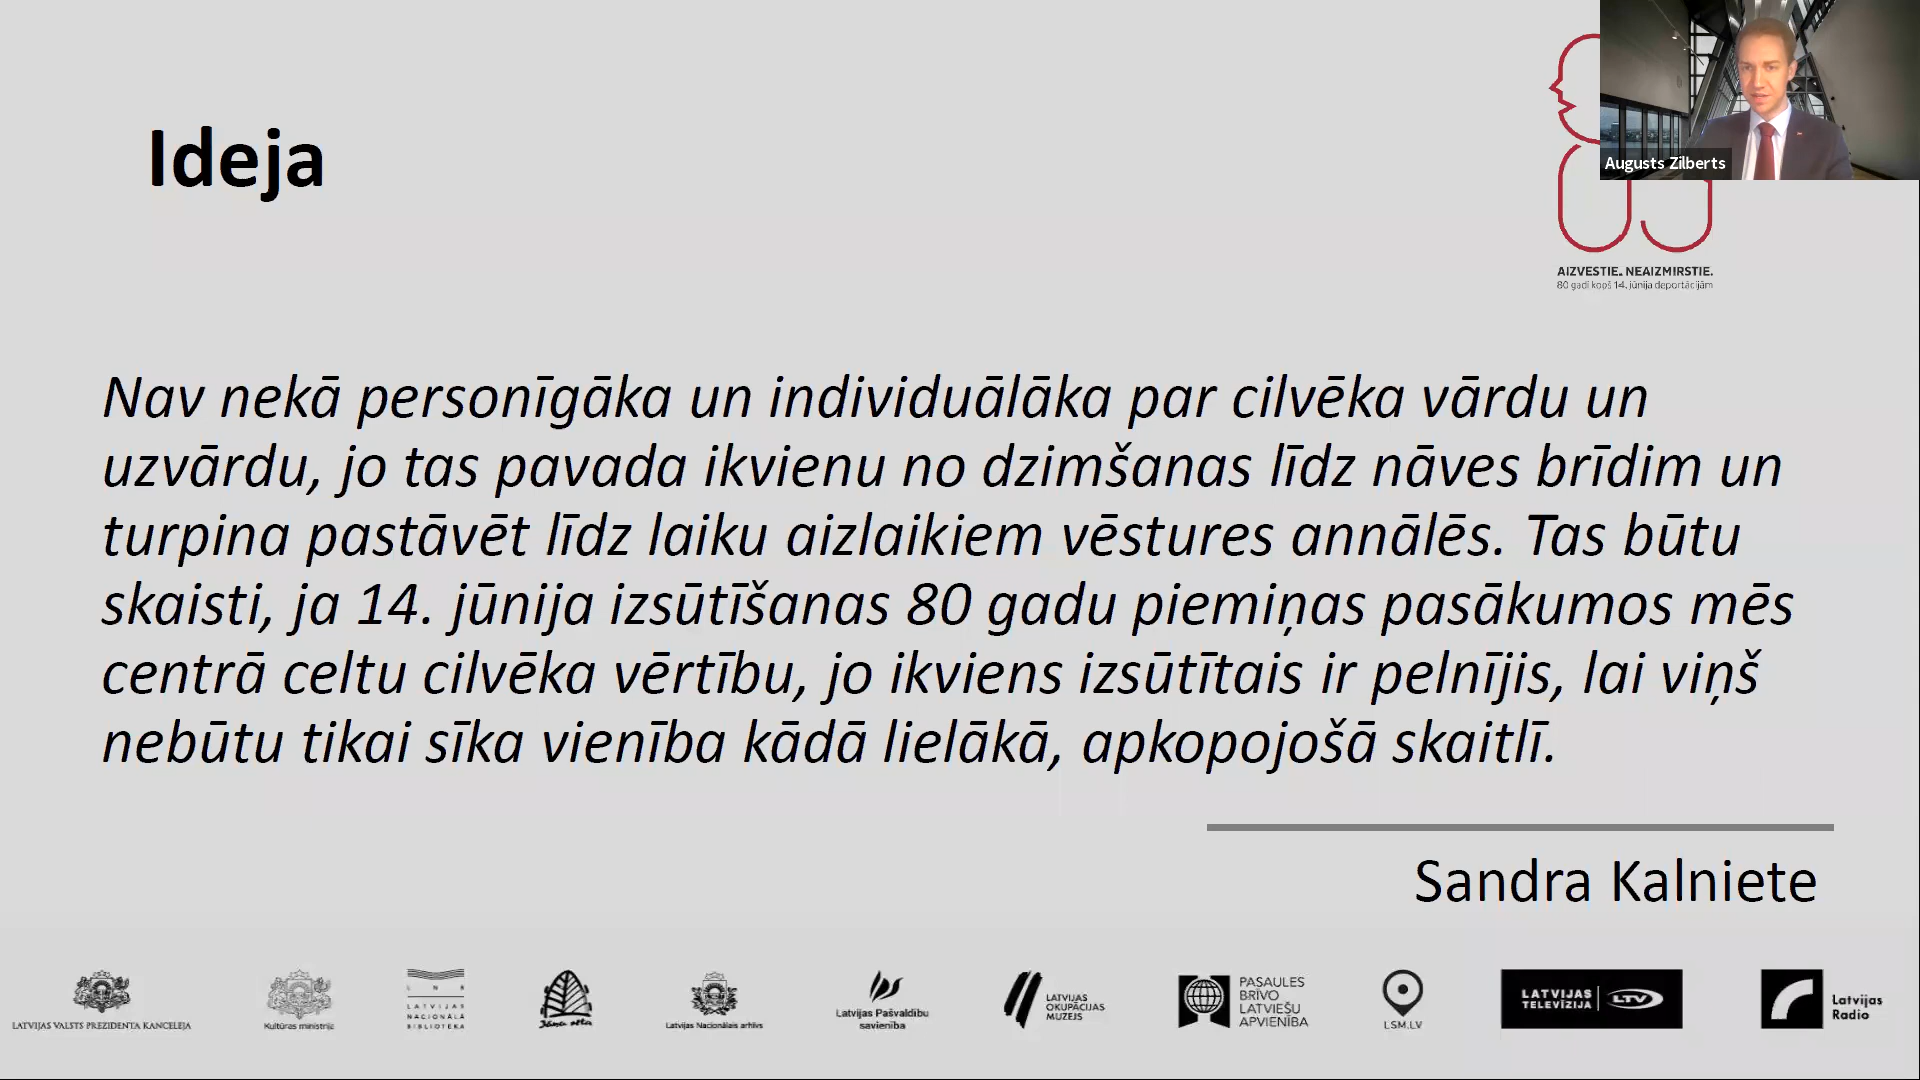 Ideja
Augusts Zilberts
AIZVESTIE. NEAIZMIRSTIE.
80 gadi kopš 14. jūnija deportācijām
Nav nekā personīgāka un individuālāka par cilvēka vārdu un
uzvārdu, jo tas pavada ikvienu no dzimšanas līdz nāves brīdim un
turpina pastāvēt līdz laiku aizlaikiem vēstures annālēs. Tas būtu
skaisti, ja 14. jūnija izsūtīšanas 80 gadu piemiņas pasākumos mēs
centrā celtu cilvēka vērtību, jo ikviens izsūtītais ir pelnījis, lai viņš
nebūtu tikai sīka vienība kādā lielākā, apkopojošā skaitlī.
Sandra Kalniete
LATVIJAS VALSTS PREZIDENTA KANCELEJA
Kultūras ministrija
L N B
LATVIJAS
NACIONĀLĀ
BIBLIOTĒKA
Jāņa sēta
Latvijas Nacionālais arhīvs
Latvijas Pašvaldību
savienība
LATVIJAS
OKUPĀCIJAS
MUZEJS
PASAULES
BRĪVO
LATVIEŠU
APVIENĪBA
LSM.LV
LATVIJAS
TELEVĪZIJA
LTV
Latvijas
Radio